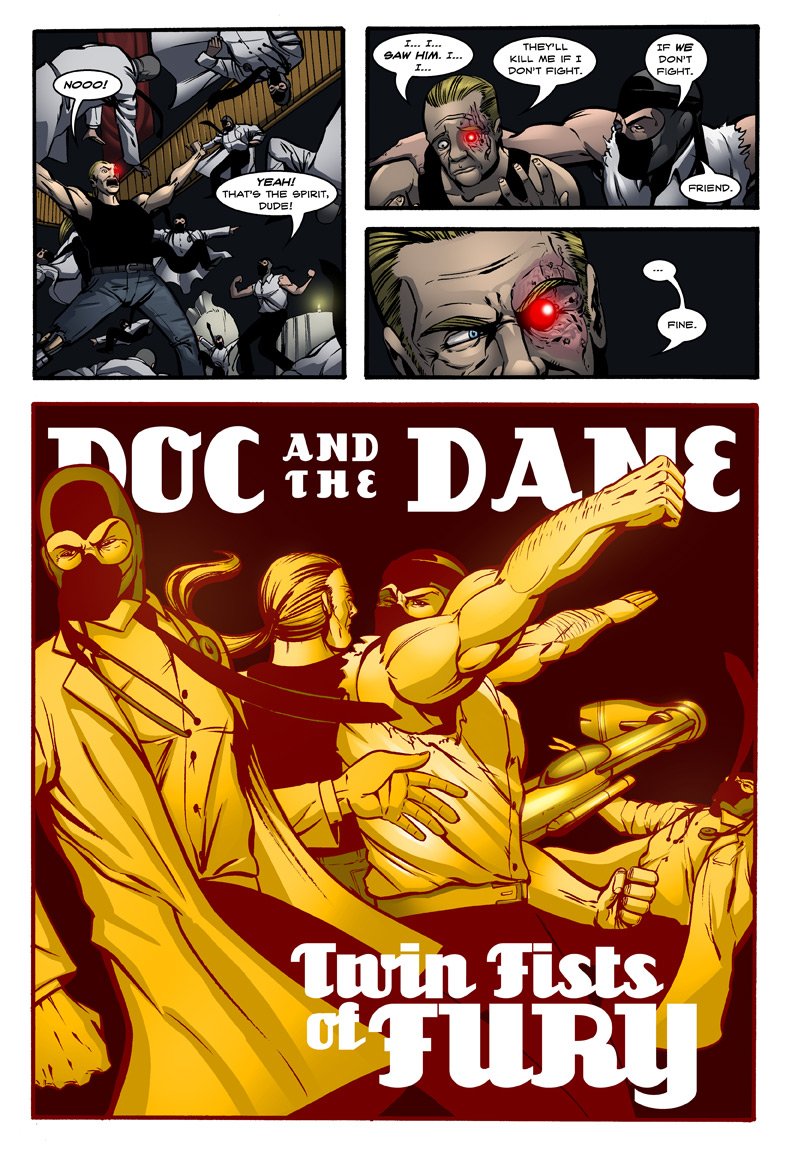 NOOO!
YEAH!
THAT'S THE SPIRIT,
DUDE!
I... I...
SAW HIM. I...
I...
THEY'LL
KILL ME IF I
DON'T FIGHT.
IF WE
DON'T
FIGHT.
FRIEND.
...
FINE.
DOC AND THE DANE
Twin Fists
of FURY